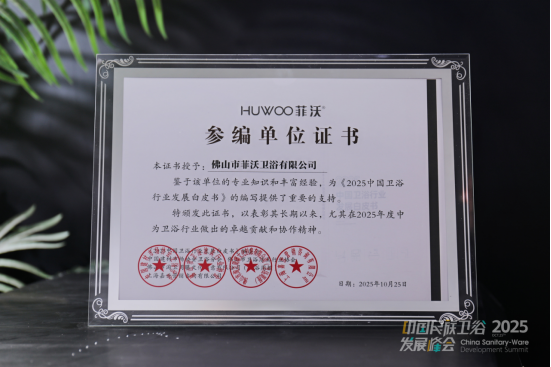 HUWOO菲沃®
参编单位证书
本证书授予：佛山市菲沃卫浴有限公司
鉴于该单位的专业知识和丰富经验，为《2025中国卫浴
行业发展白皮书》的编写提供了重要的支持。
特颁发此证书，以表彰其长期以来，尤其在2025年度中
为卫浴行业做出的卓越贡献和协作精神。
日期：2025年10月25日
中国民族卫浴 2025
发展峰会 China Sanitary-Ware
Development Summit